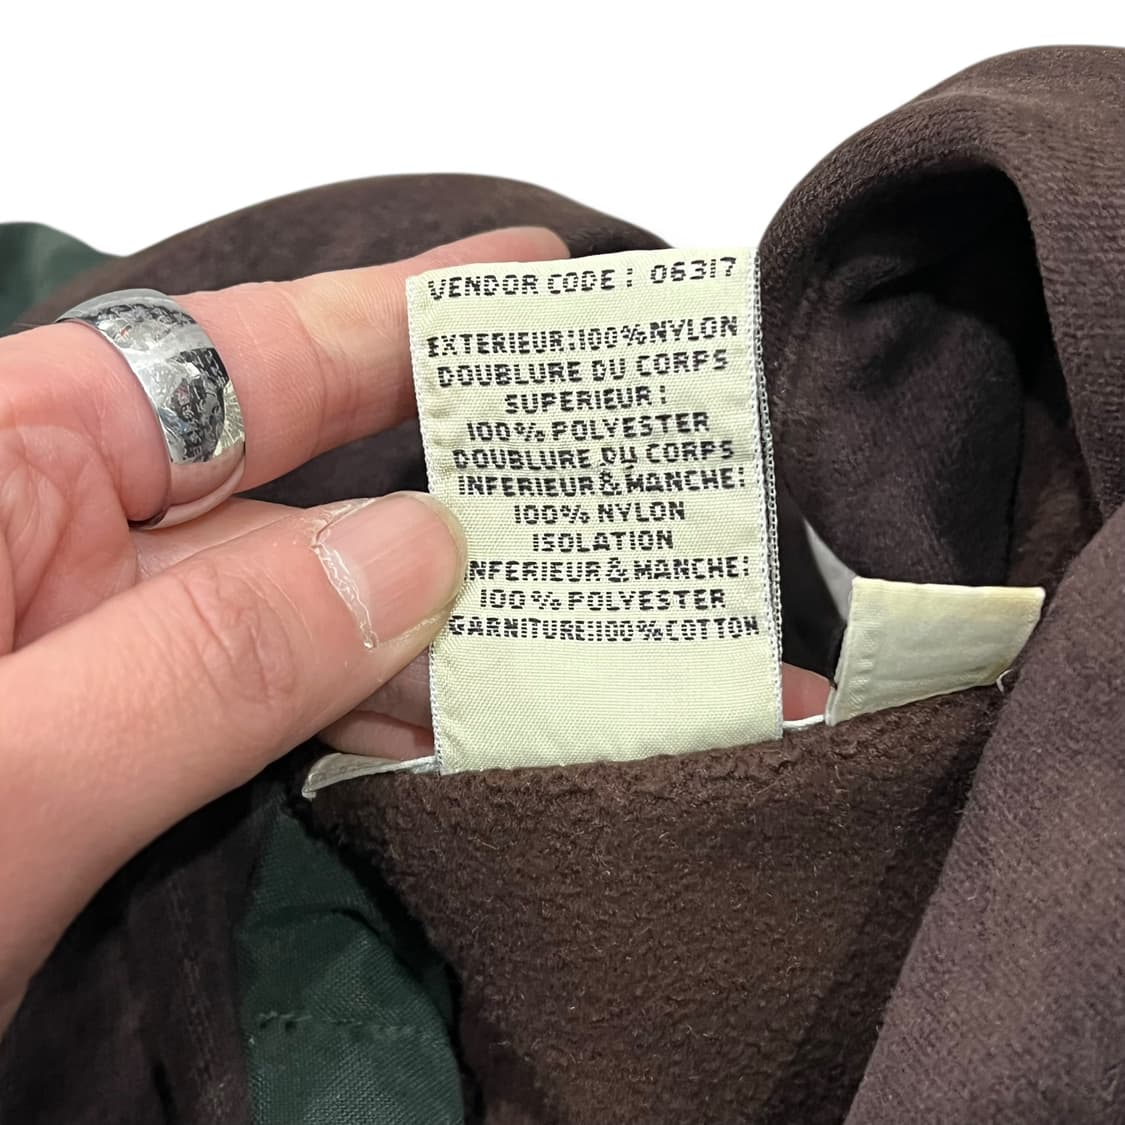 VENDOR CODE: 06317
EXTERIEUR:100%NYLON
DOUBLURE DU CORPS
SUPERIEUR:
100% POLYESTER
DOUBLURE DU CORPS
INFERIEUR&MANCHE:
100% NYLON
ISOLATION
INFERIEUR&MANCHE:
100% POLYESTER
GARNITURE:100%COTTON